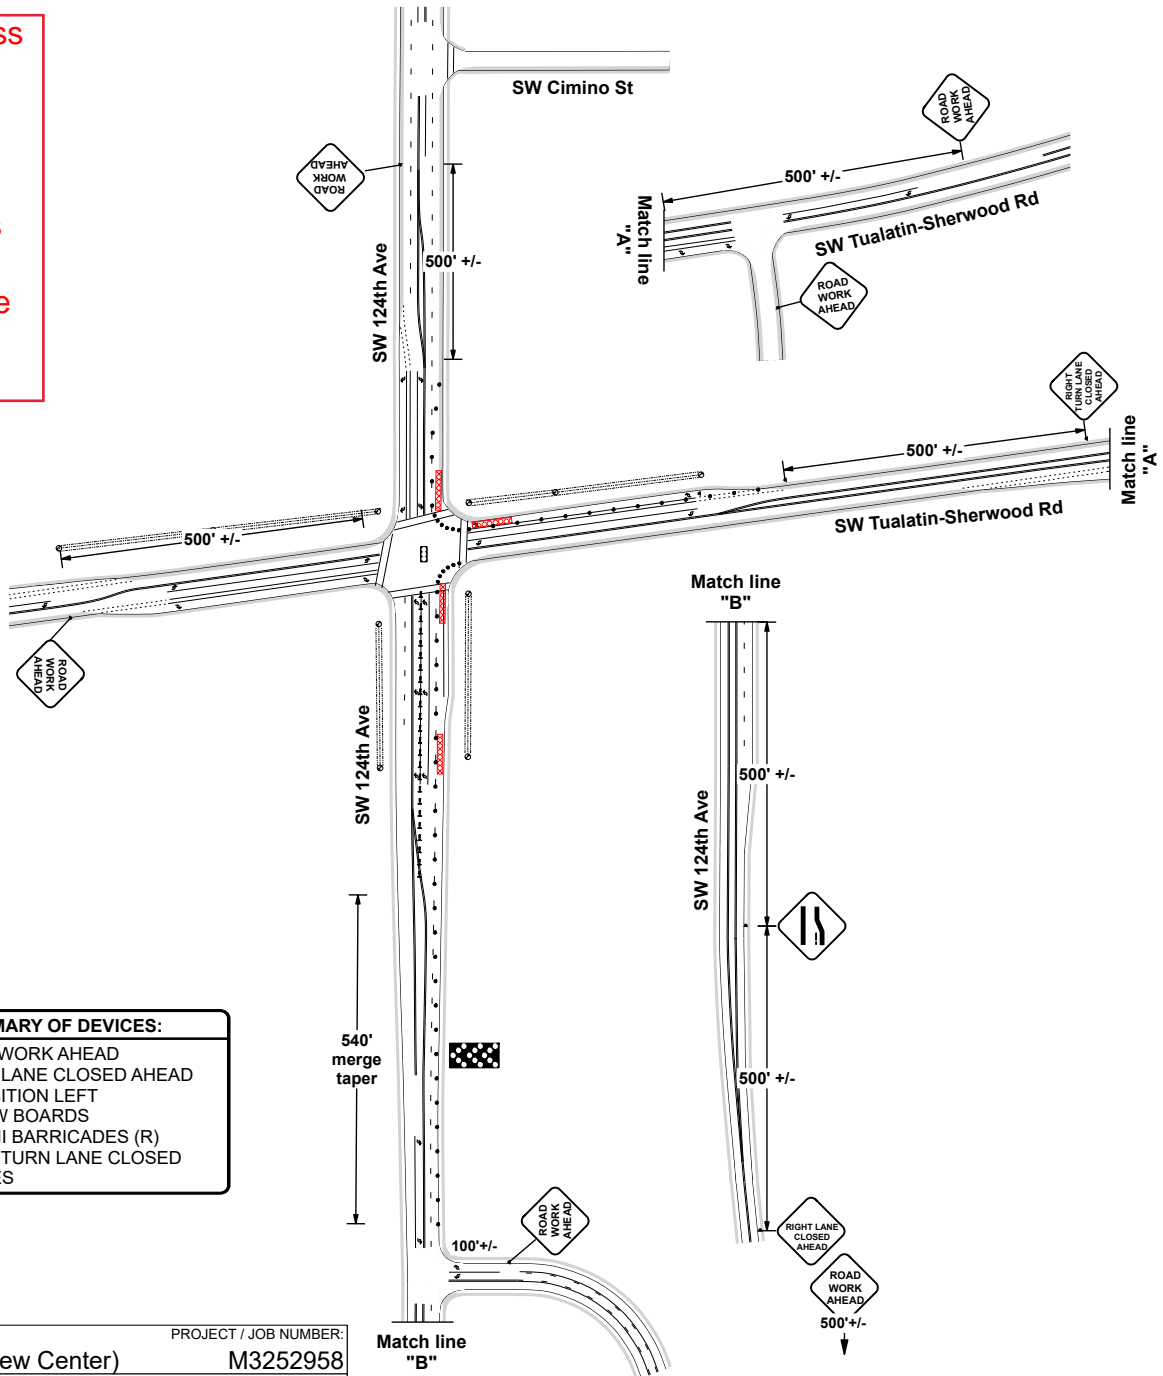 ss
s
e
SW Cimino St
ROAD
WORK
AHEAD
ROAD
WORK
AHEAD
500' +/-
Match line
"A"
SW Tualatin-Sherwood Rd
ROAD
WORK
AHEAD
500' +/-
SW 124th Ave
RIGHT
TURN LANE
CLOSED
AHEAD
500' +/-
Match line
"A"
SW Tualatin-Sherwood Rd
500' +/-
ROAD
WORK
AHEAD
Match line
"B"
SW 124th Ave
500' +/-
SW 124th Ave
500' +/-
540'
merge
taper
MARY OF DEVICES:
WORK AHEAD
LANE CLOSED AHEAD
SITION LEFT
W BOARDS
II BARRICADES (R)
TURN LANE CLOSED
ES
ROAD
WORK
AHEAD
100'+/-
RIGHT LANE
CLOSED
AHEAD
ROAD
WORK
AHEAD
500'+/-
Match line
"B"
PROJECT / JOB NUMBER:
ew Center)
M3252958